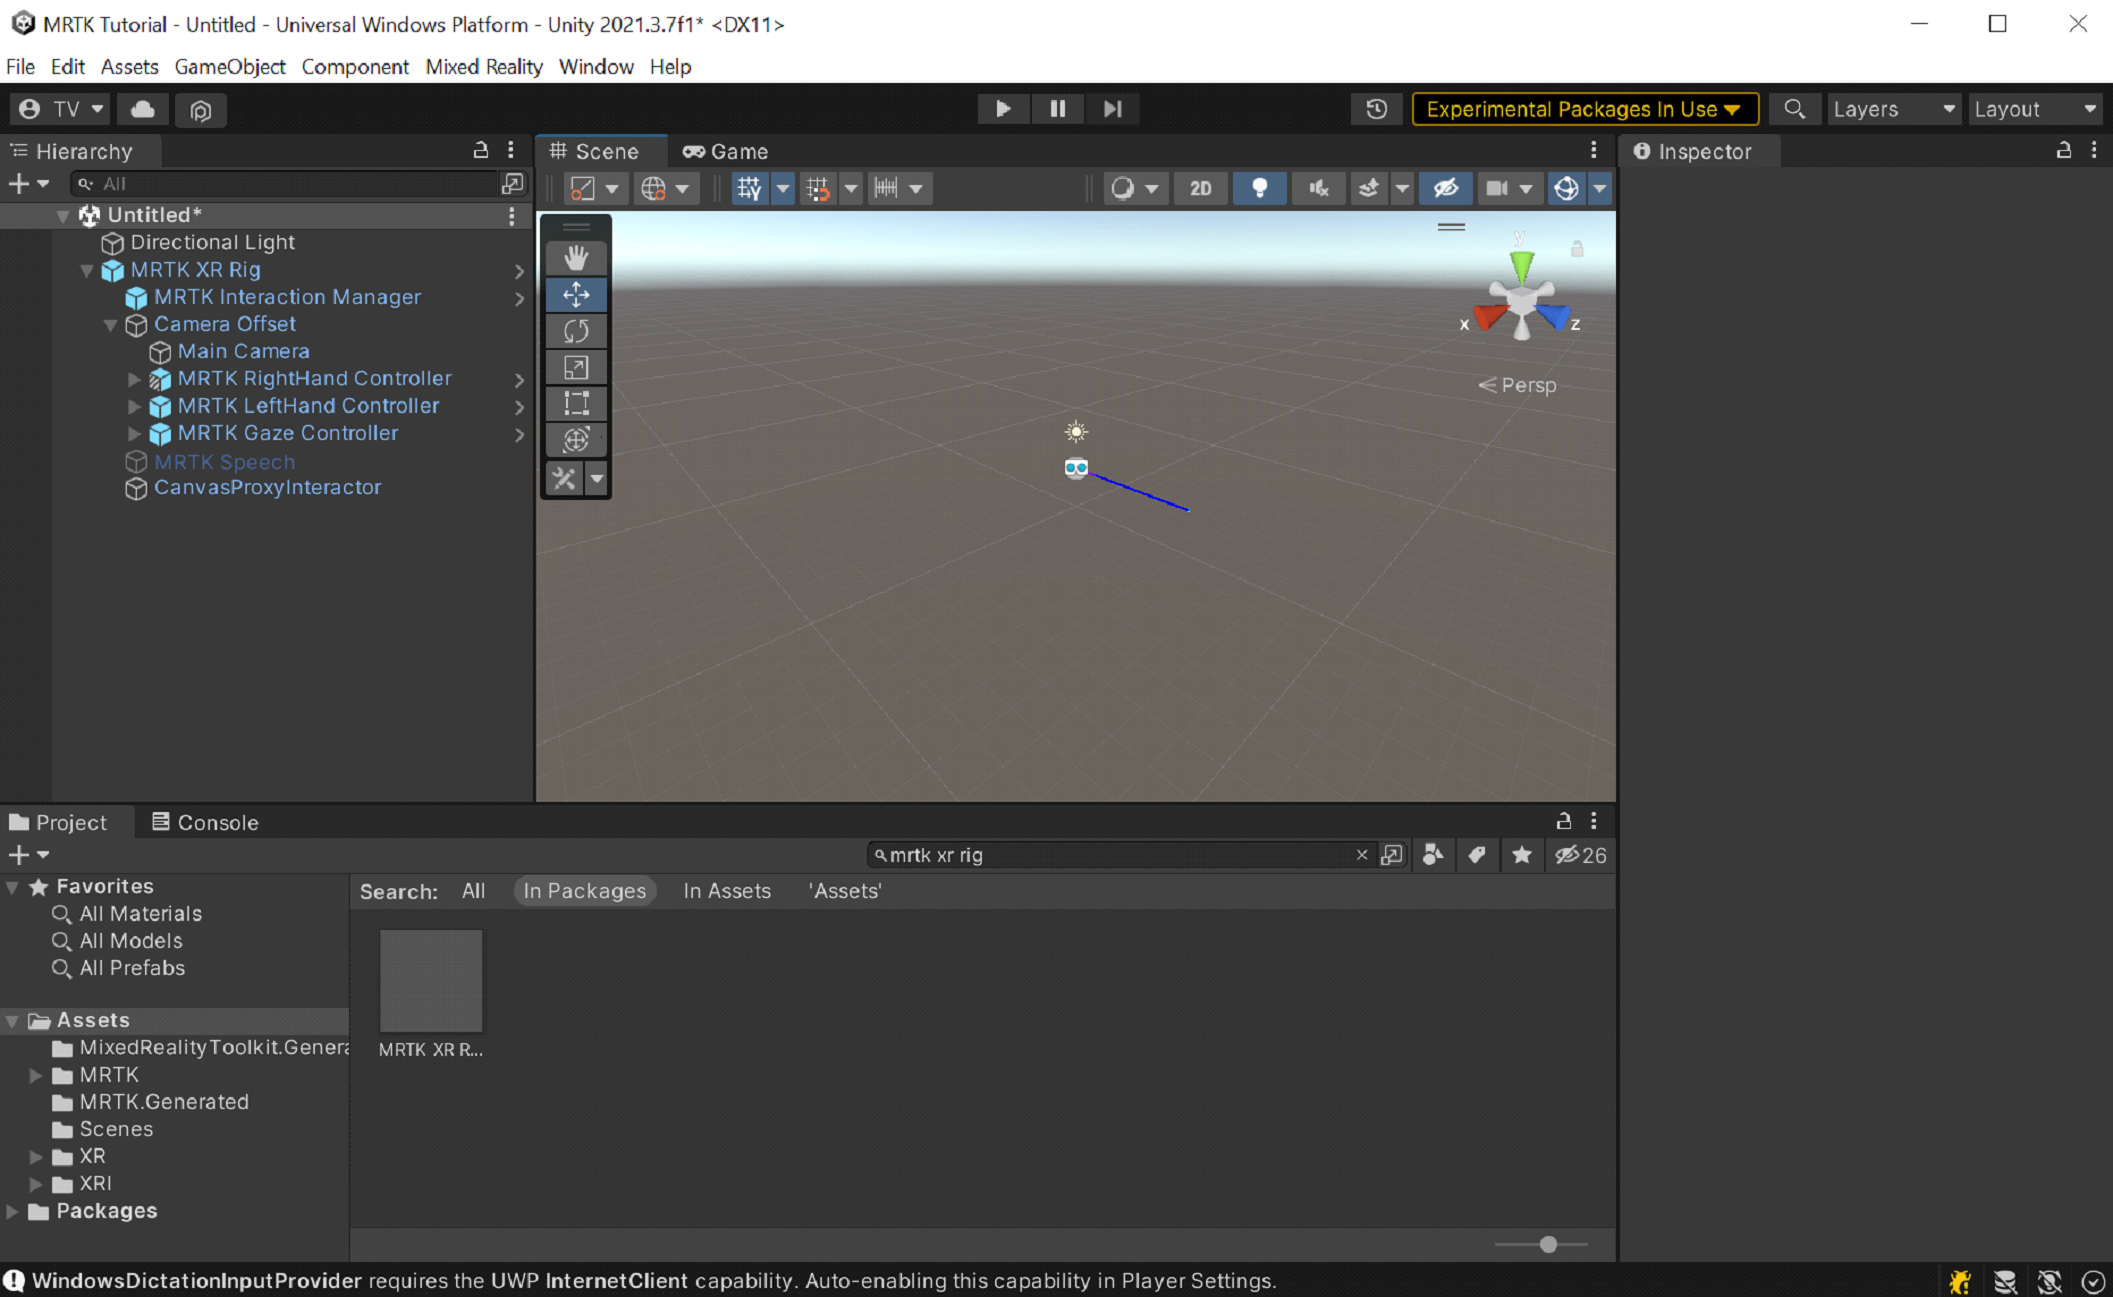 MRTK Tutorial - Untitled - Universal Windows Platform - Unity 2021.3.7f1* <DX11>
File Edit Assets GameObject Component Mixed Reality Window Help
TV
Experimental Packages In Use
Layers
Layout
Hierarchy
Scene
Game
Inspector
All
2D
Untitled*
Directional Light
MRTK XR Rig
MRTK Interaction Manager
Camera Offset
Main Camera
MRTK RightHand Controller
MRTK LeftHand Controller
MRTK Gaze Controller
MRTK Speech
CanvasProxyInteractor
y
x
z
Persp
Project
Console
mrtk xr rig
26
Favorites
All Materials
All Models
All Prefabs
Assets
MixedRealityToolkit.Genera
MRTK
MRTK.Generated
Scenes
XR
XRI
Packages
Search: All In Packages In Assets 'Assets'
MRTK XR R...
WindowsDictationInputProvider requires the UWP InternetClient capability. Auto-enabling this capability in Player Settings.